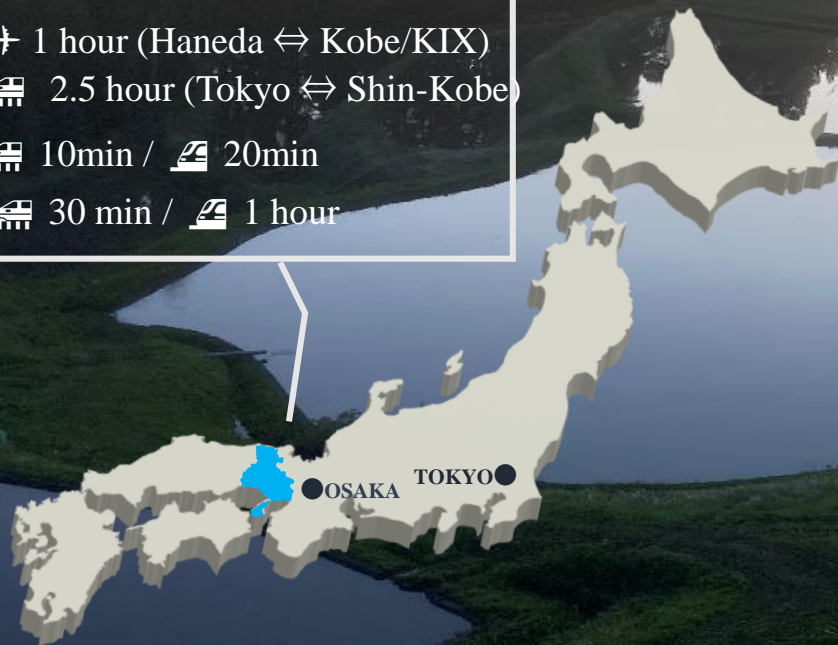 1 hour (Haneda ⇔ Kobe/KIX)
2.5 hour (Tokyo ⇔ Shin-Kobe)
10min / 20min
30 min / 1 hour
TOKYO
OSAKA